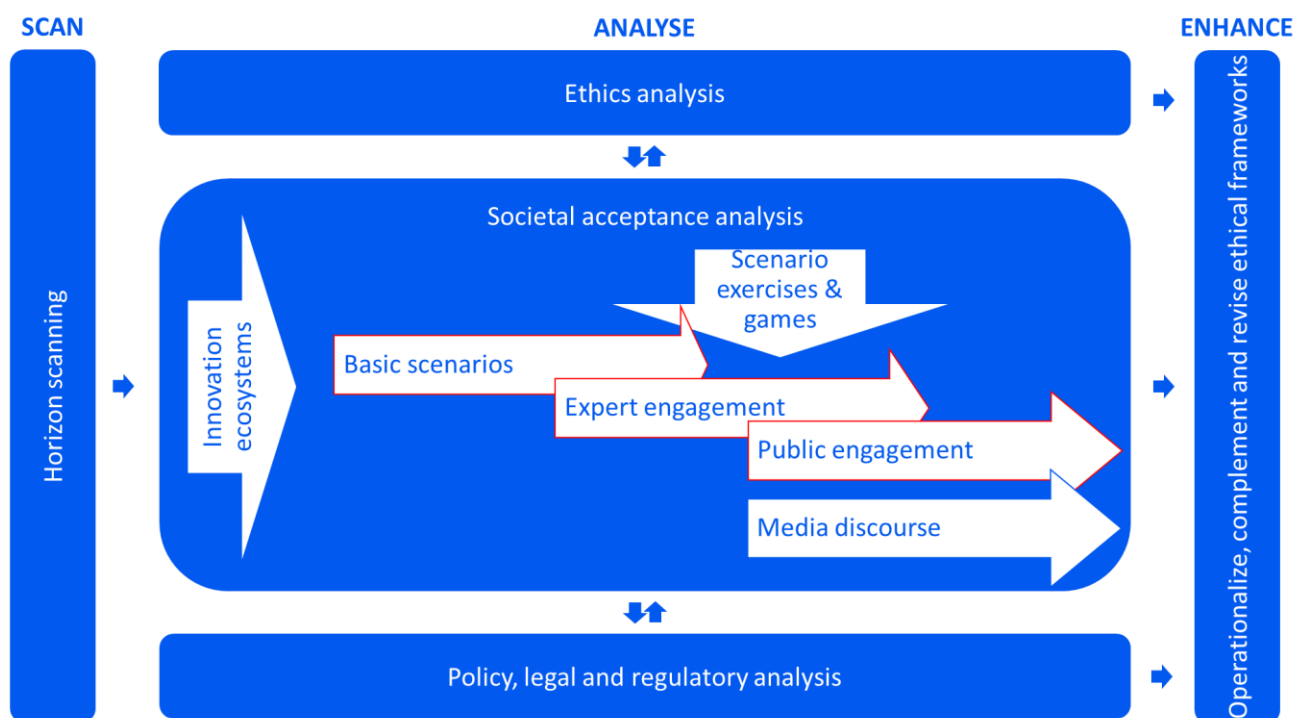 SCAN
ANALYSE
ENHANCE
Horizon scanning
Ethics analysis
Societal acceptance analysis
Innovation
ecosystems
Scenario
exercises &
games
Basic scenarios
Expert engagement
Public engagement
Media discourse
Policy, legal and regulatory analysis
Operationalize, complement and revise ethical frameworks